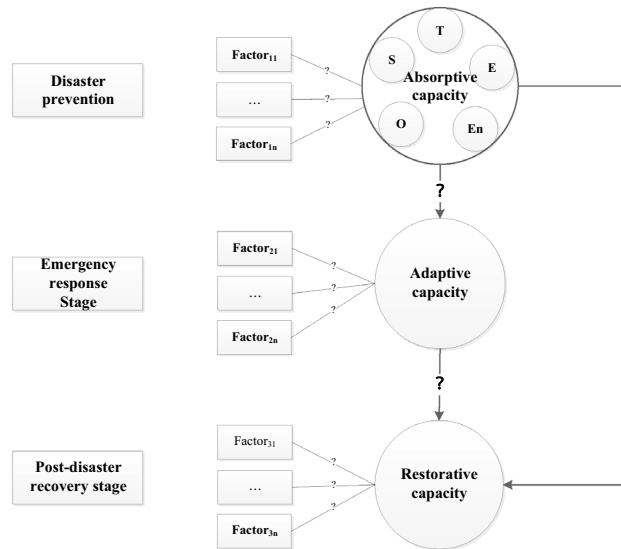 Disaster
prevention
Factor11
?
...
?
Factor1n
?
T
S
E
Absorptive
capacity
O
En
?
Emergency
response
Stage
Factor21
?
...
?
Factor2n
?
Adaptive
capacity
?
Post-disaster
recovery stage
Factor31
?
...
?
Factor3n
?
Restorative
capacity